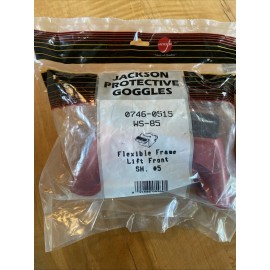 JACKSON
PROTECTIVE
GOGGLES
0746-0515
WS-85
Flexible Frame
Lift Front
SH. #5